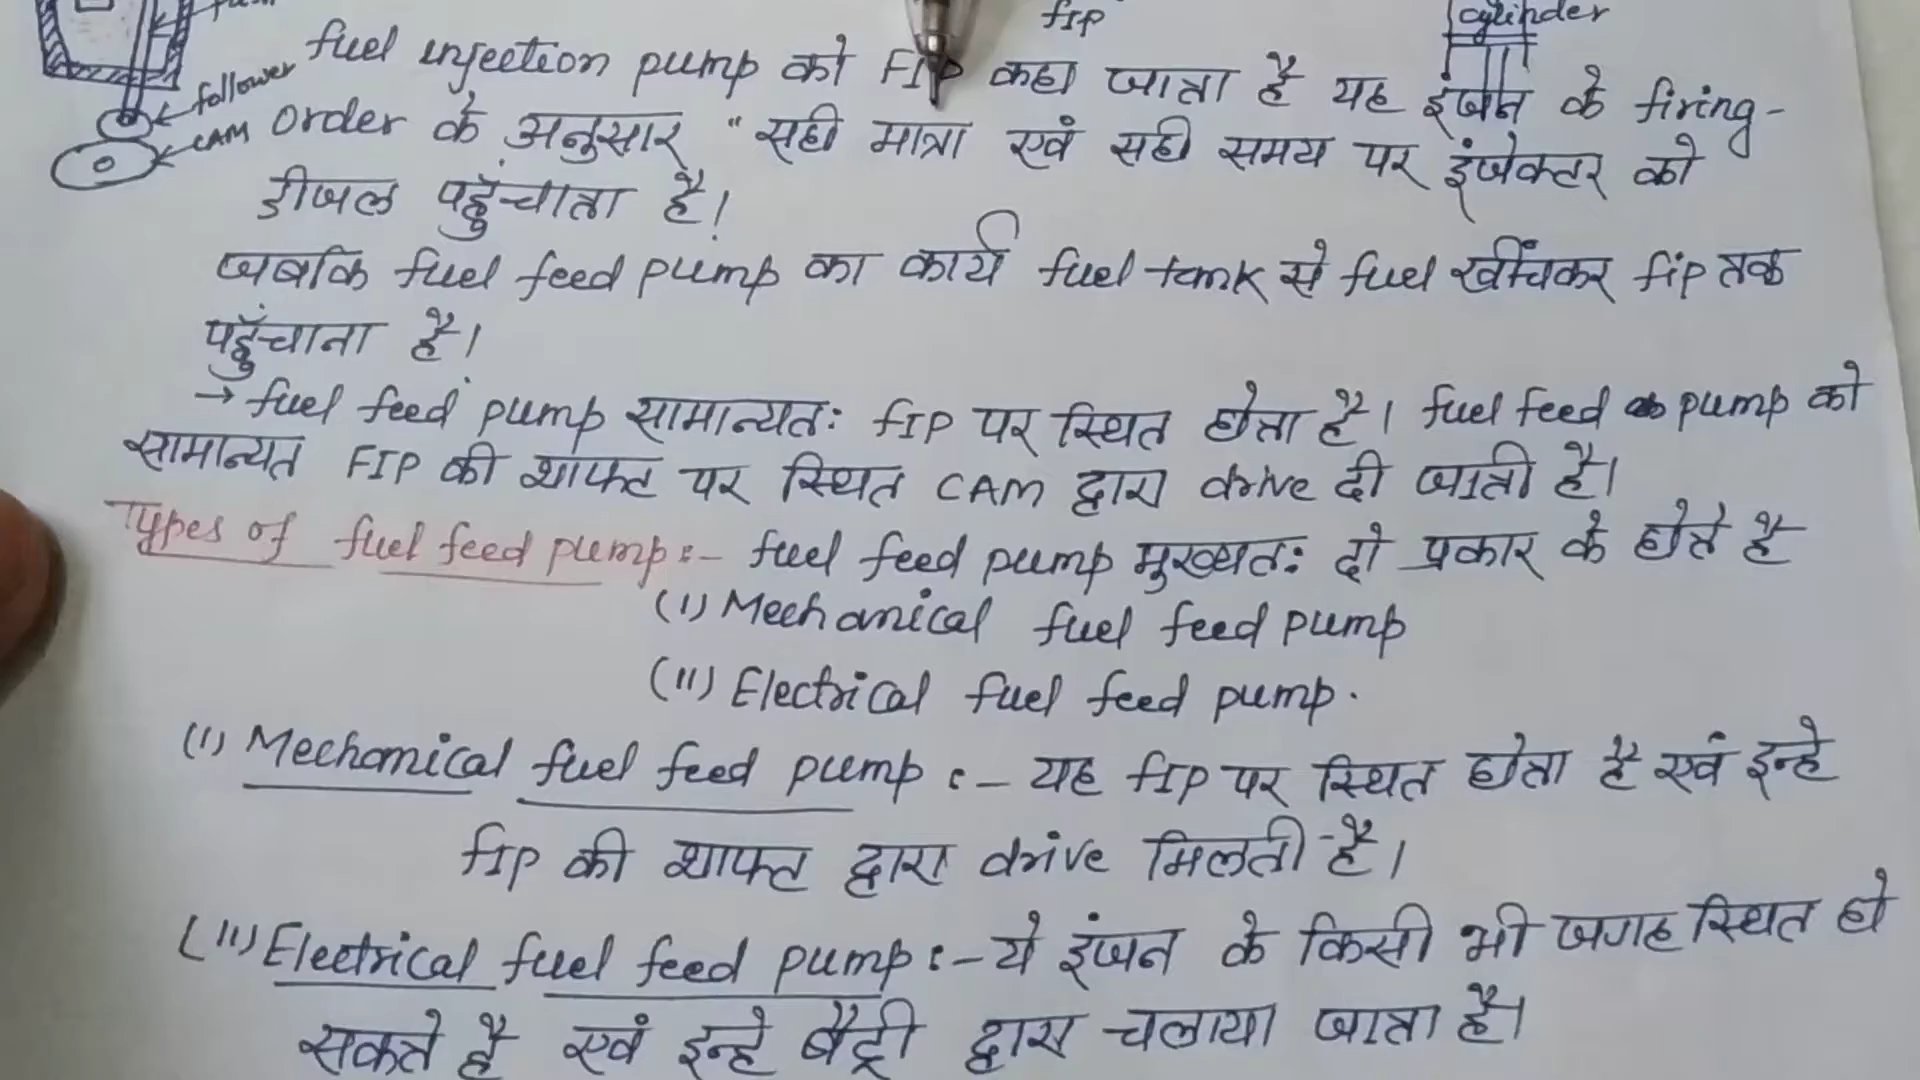 fip
cylinder
follower
CAM
fuel injection pump को FIP कहा जाता है यह इंजन के firing-
order के अनुसार " सही मात्रा एवं सही समय पर इंजेक्टर को
डीजल पहुँचाता है।
जबकि fuel feed pump का कार्य fuel tank से fuel खींचकर fip तक
पहुँचाना है।
→ fuel feed pump सामान्यतः fIP पर स्थित होता है। fuel feed pump को
सामान्यत FIP की शाफ्ट पर स्थित CAM द्वारा drive दी जाती है।
Types of fuel feed pump:- fuel feed pump मुख्यतः दो प्रकार के होते है
(I) Mechanical fuel feed pump
(II) Electrical fuel feed pump.
(I) Mechanical fuel feed pump :- यह fIP पर स्थित होता है एवं इन्हे
fIP की शाफ्ट द्वारा drive मिलती है।
(II) Electrical fuel feed pump :- ये इंजन के किसी भी जगह स्थित हो
सकते है एवं इन्हे बैट्री द्वारा चलाया जाता है।